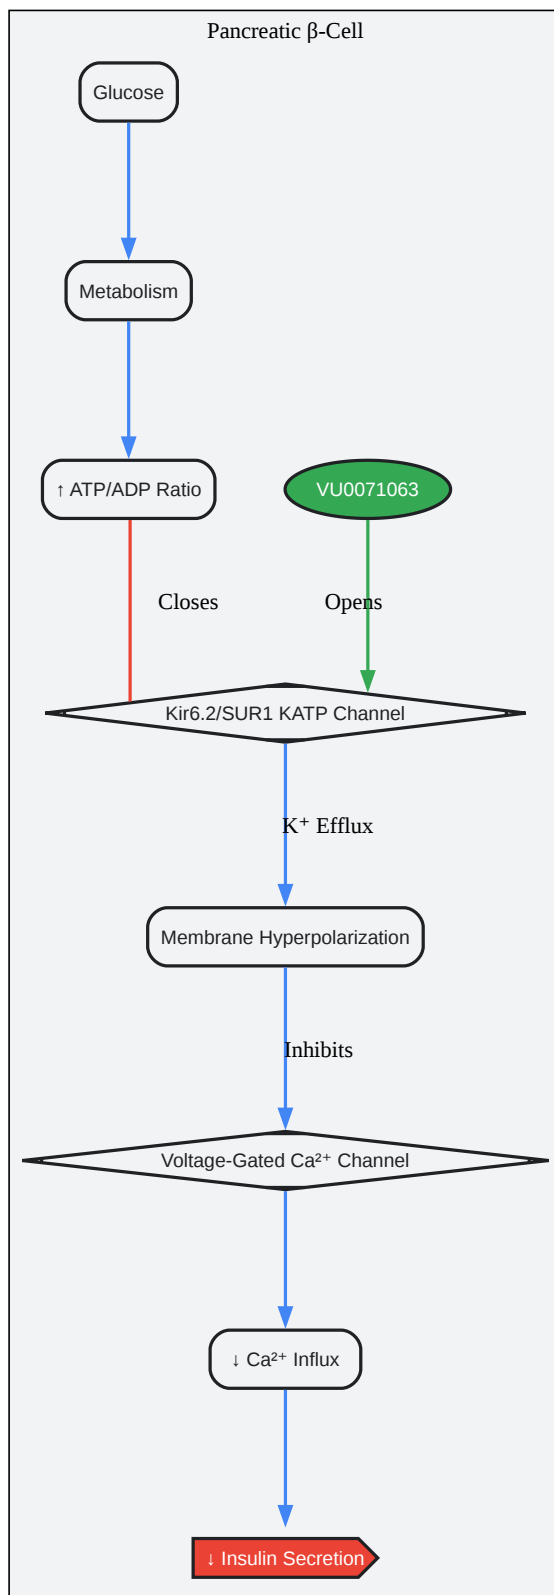 Pancreatic β-Cell
Glucose
Metabolism
↑ ATP/ADP Ratio
VU0071063
Closes
Opens
Kir6.2/SUR1 KATP Channel
K⁺ Efflux
Membrane Hyperpolarization
Inhibits
Voltage-Gated Ca²⁺ Channel
↓ Ca²⁺ Influx
↓ Insulin Secretion